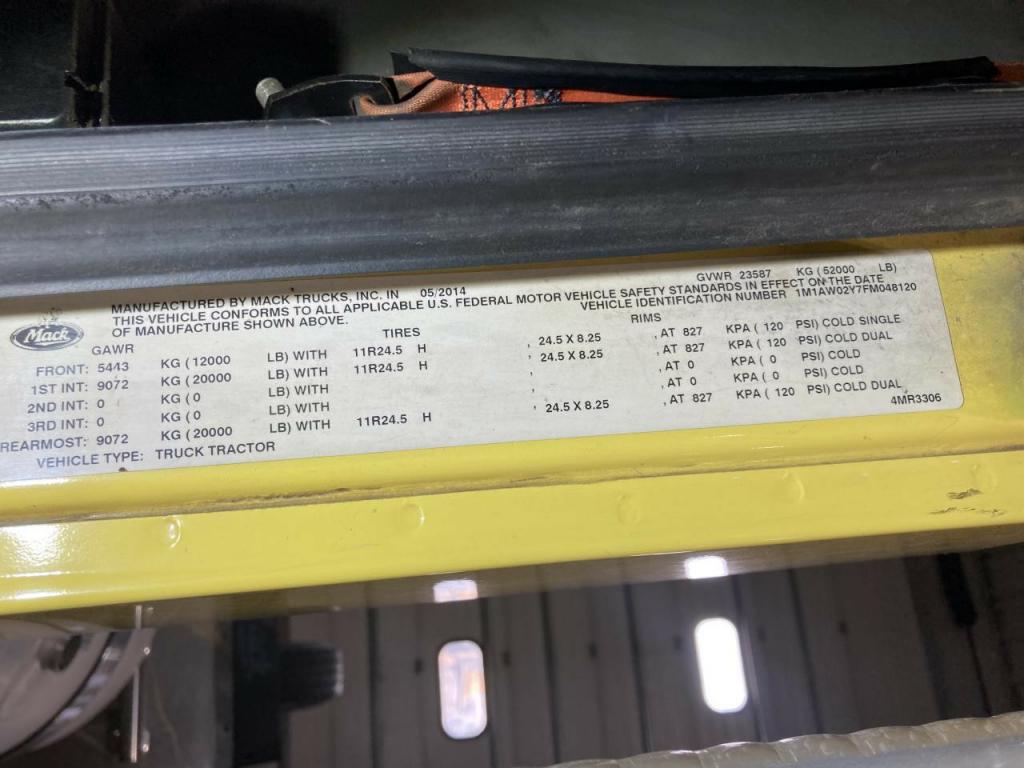 MANUFACTURED BY MACK TRUCKS, INC. IN 05/2014 GVWR 23587 KG (52000 LB)
THIS VEHICLE CONFORMS TO ALL APPLICABLE U.S. FEDERAL MOTOR VEHICLE SAFETY STANDARDS IN EFFECT ON THE DATE
OF MANUFACTURE SHOWN ABOVE. VEHICLE IDENTIFICATION NUMBER 1M1AW02Y7FM048120
Mack
GAWR TIRES RIMS
FRONT: 5443 KG (12000 LB) WITH 11R24.5 H , 24.5 X 8.25 , AT 827 KPA ( 120 PSI) COLD SINGLE
1ST INT: 9072 KG (20000 LB) WITH 11R24.5 H , 24.5 X 8.25 , AT 827 KPA ( 120 PSI) COLD DUAL
2ND INT: 0 KG (0 LB) WITH , , AT 0 KPA ( 0 PSI) COLD
3RD INT: 0 KG (0 LB) WITH , , AT 0 KPA ( 0 PSI) COLD
REARMOST: 9072 KG (20000 LB) WITH 11R24.5 H , 24.5 X 8.25 , AT 827 KPA ( 120 PSI) COLD DUAL
VEHICLE TYPE: TRUCK TRACTOR 4MR3306